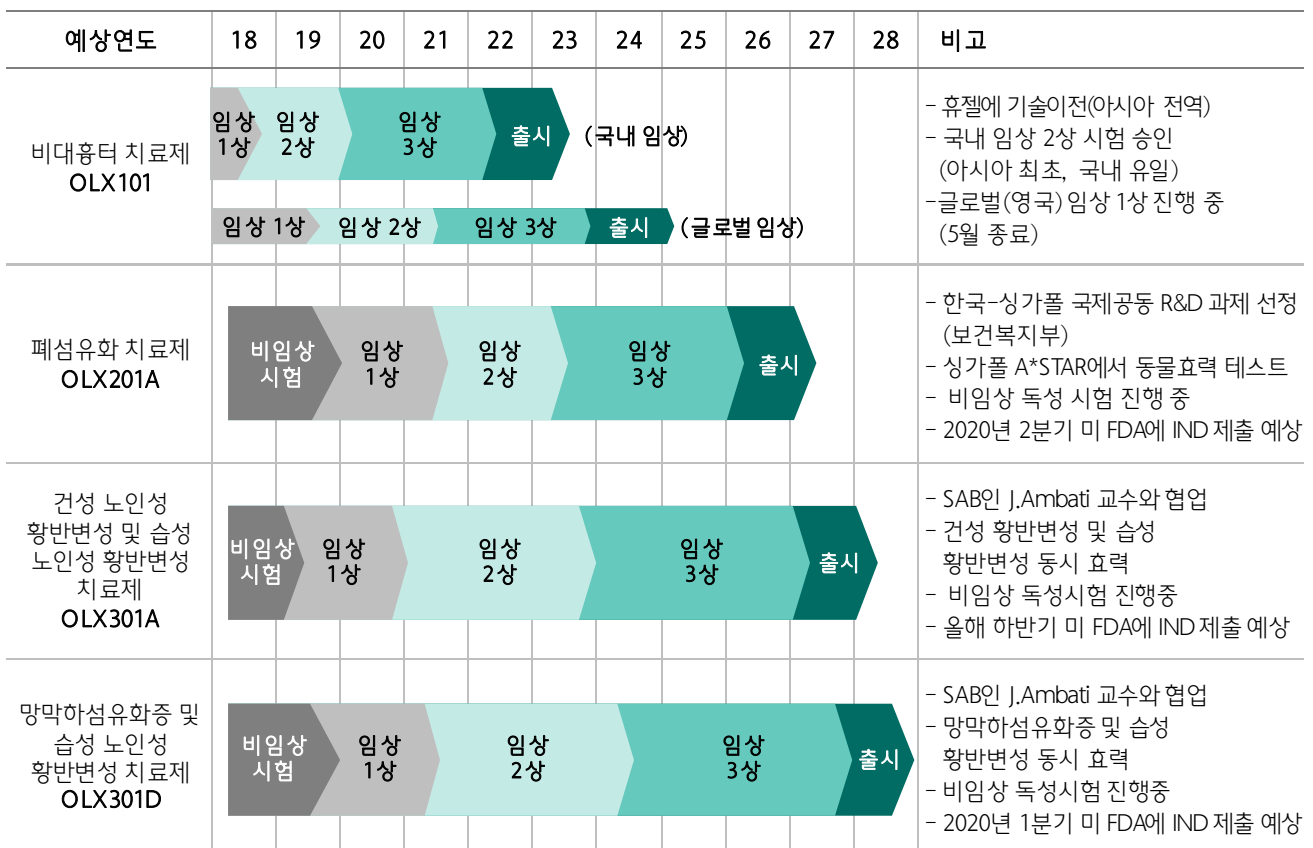 예상연도 18 19 20 21 22 23 24 25 26 27 28 비고
비대흉터 치료제
OLX101
임상
1상
임상
2상
임상
3상
출시
(국내 임상)
임상 1상 임상 2상 임상 3상 출시 (글로벌 임상)
- 휴젤에 기술이전(아시아 전역)
- 국내 임상 2상 시험 승인
(아시아 최초, 국내 유일)
-글로벌(영국) 임상 1상 진행 중
(5월 종료)
폐섬유화 치료제
OLX201A
비임상
시험
임상
1상
임상
2상
임상
3상
출시
- 한국-싱가폴 국제공동 R&D 과제 선정
(보건복지부)
- 싱가폴 A*STAR에서 동물효력 테스트
- 비임상 독성 시험 진행 중
- 2020년 2분기 미 FDA에 IND 제출 예상
건성 노인성
황반변성 및 습성
노인성 황반변성
치료제
OLX301A
비임상
시험
임상
1상
임상
2상
임상
3상
출시
- SAB인 J.Ambati 교수와 협업
- 건성 황반변성 및 습성
황반변성 동시 효력
- 비임상 독성시험 진행중
- 올해 하반기 미 FDA에 IND 제출 예상
망막하섬유화증 및
습성 노인성
황반변성 치료제
OLX301D
비임상
시험
임상
1상
임상
2상
임상
3상
출시
- SAB인 J.Ambati 교수와 협업
- 망막하섬유화증 및 습성
황반변성 동시 효력
- 비임상 독성시험 진행중
- 2020년 1분기 미 FDA에 IND 제출 예상